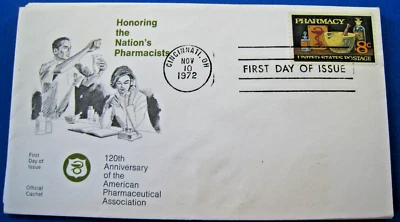 Honoring
the
Nation's
Pharmacists
CINCINNATI, OH
NOV
10
1972
FIRST DAY OF ISSUE
PHARMACY
8c
UNITED STATES POSTAGE
First
Day of
Issue
Official
Cachet
120th
Anniversary
of the
American
Pharmaceutical
Association